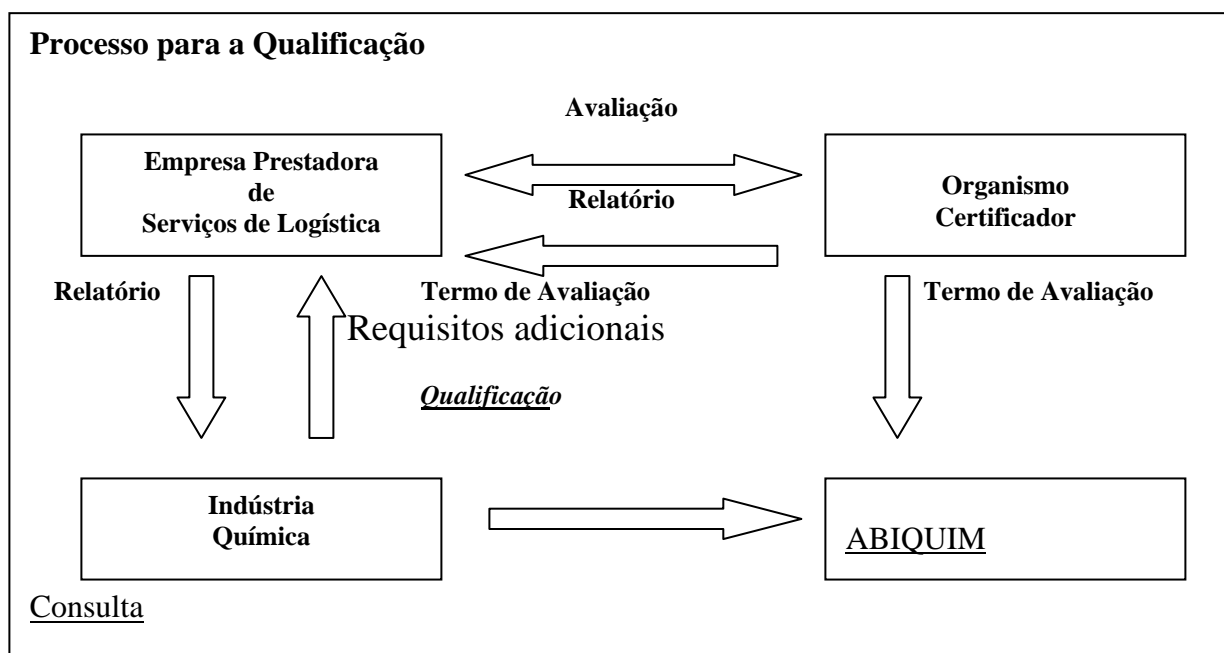 Processo para a Qualificação
Avaliação
Empresa Prestadora
de
Serviços de Logística
Organismo
Certificador
Relatório
Relatório
Termo de Avaliação
Termo de Avaliação
Requisitos adicionais
Qualificação
Indústria
Química
ABIQUIM
Consulta